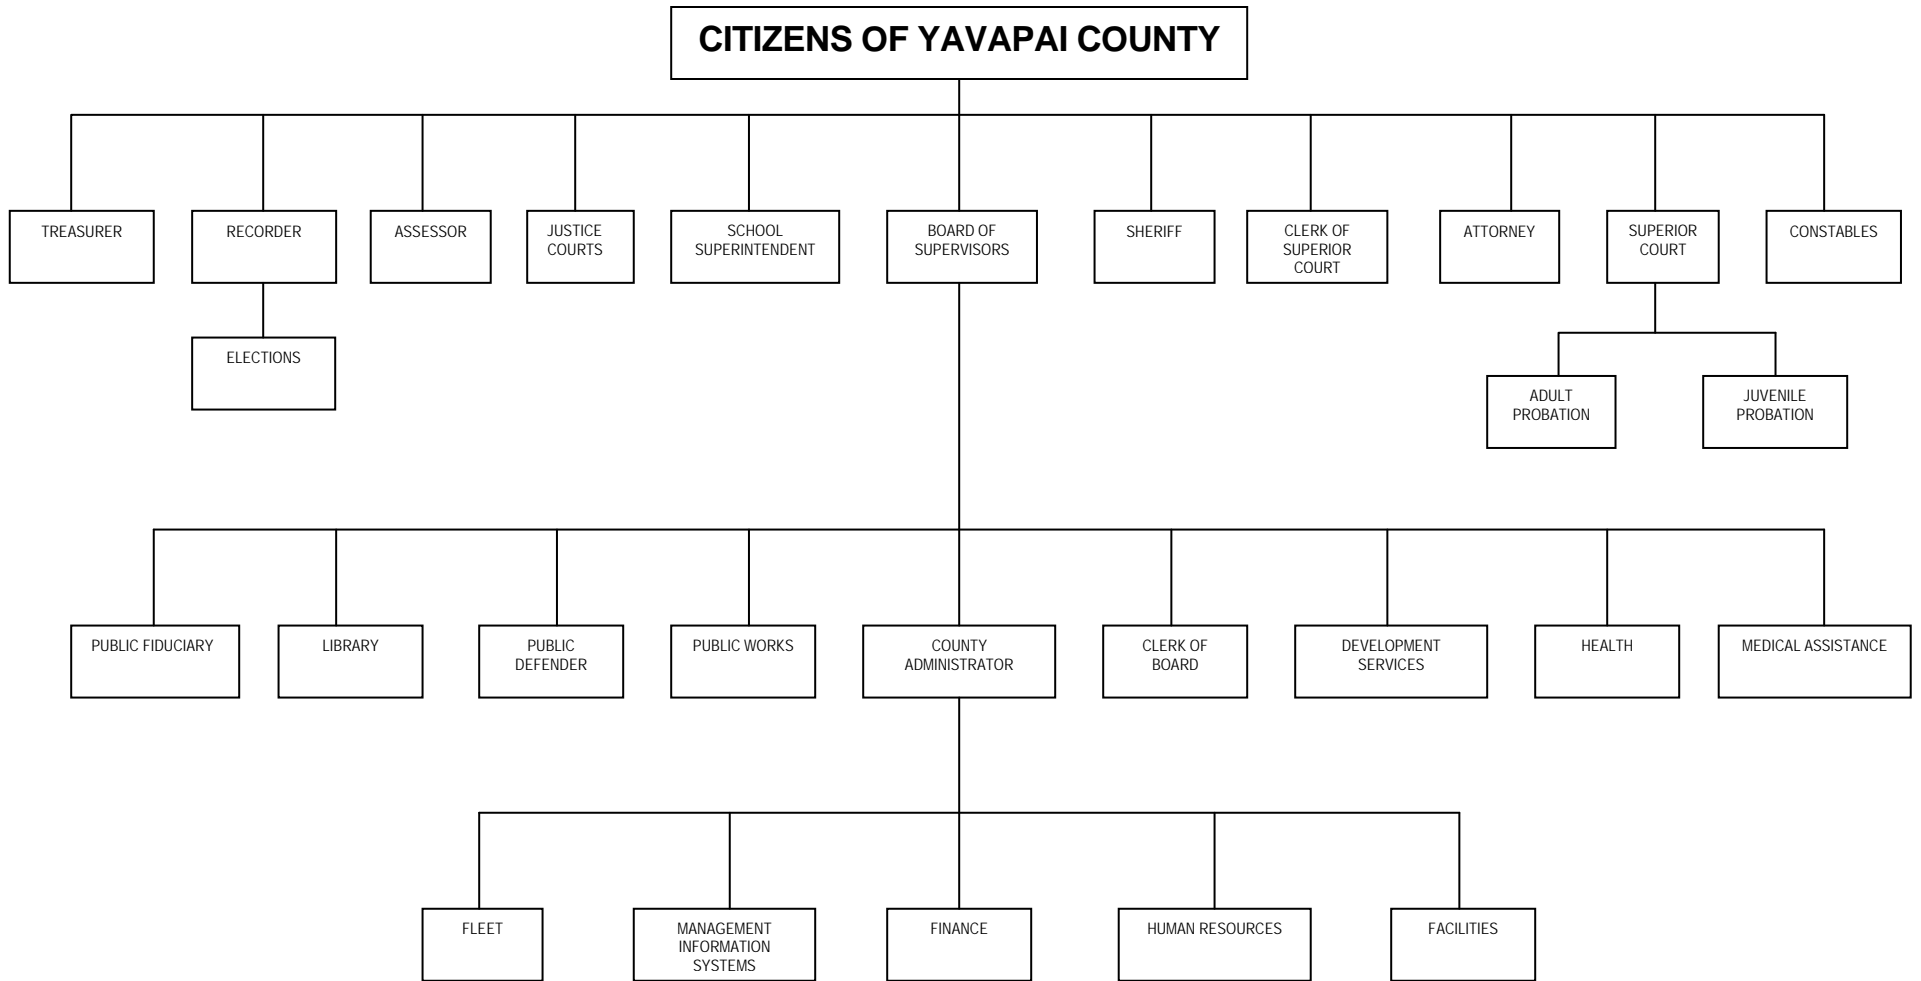 CITIZENS OF YAVAPAI COUNTY
TREASURER
RECORDER
ASSESSOR
JUSTICE
COURTS
SCHOOL
SUPERINTENDENT
BOARD OF
SUPERVISORS
SHERIFF
CLERK OF
SUPERIOR
COURT
ATTORNEY
SUPERIOR
COURT
CONSTABLES
ELECTIONS
ADULT
PROBATION
JUVENILE
PROBATION
PUBLIC FIDUCIARY
LIBRARY
PUBLIC
DEFENDER
PUBLIC WORKS
COUNTY
ADMINISTRATOR
CLERK OF
BOARD
DEVELOPMENT
SERVICES
HEALTH
MEDICAL ASSISTANCE
FLEET
MANAGEMENT
INFORMATION
SYSTEMS
FINANCE
HUMAN RESOURCES
FACILITIES